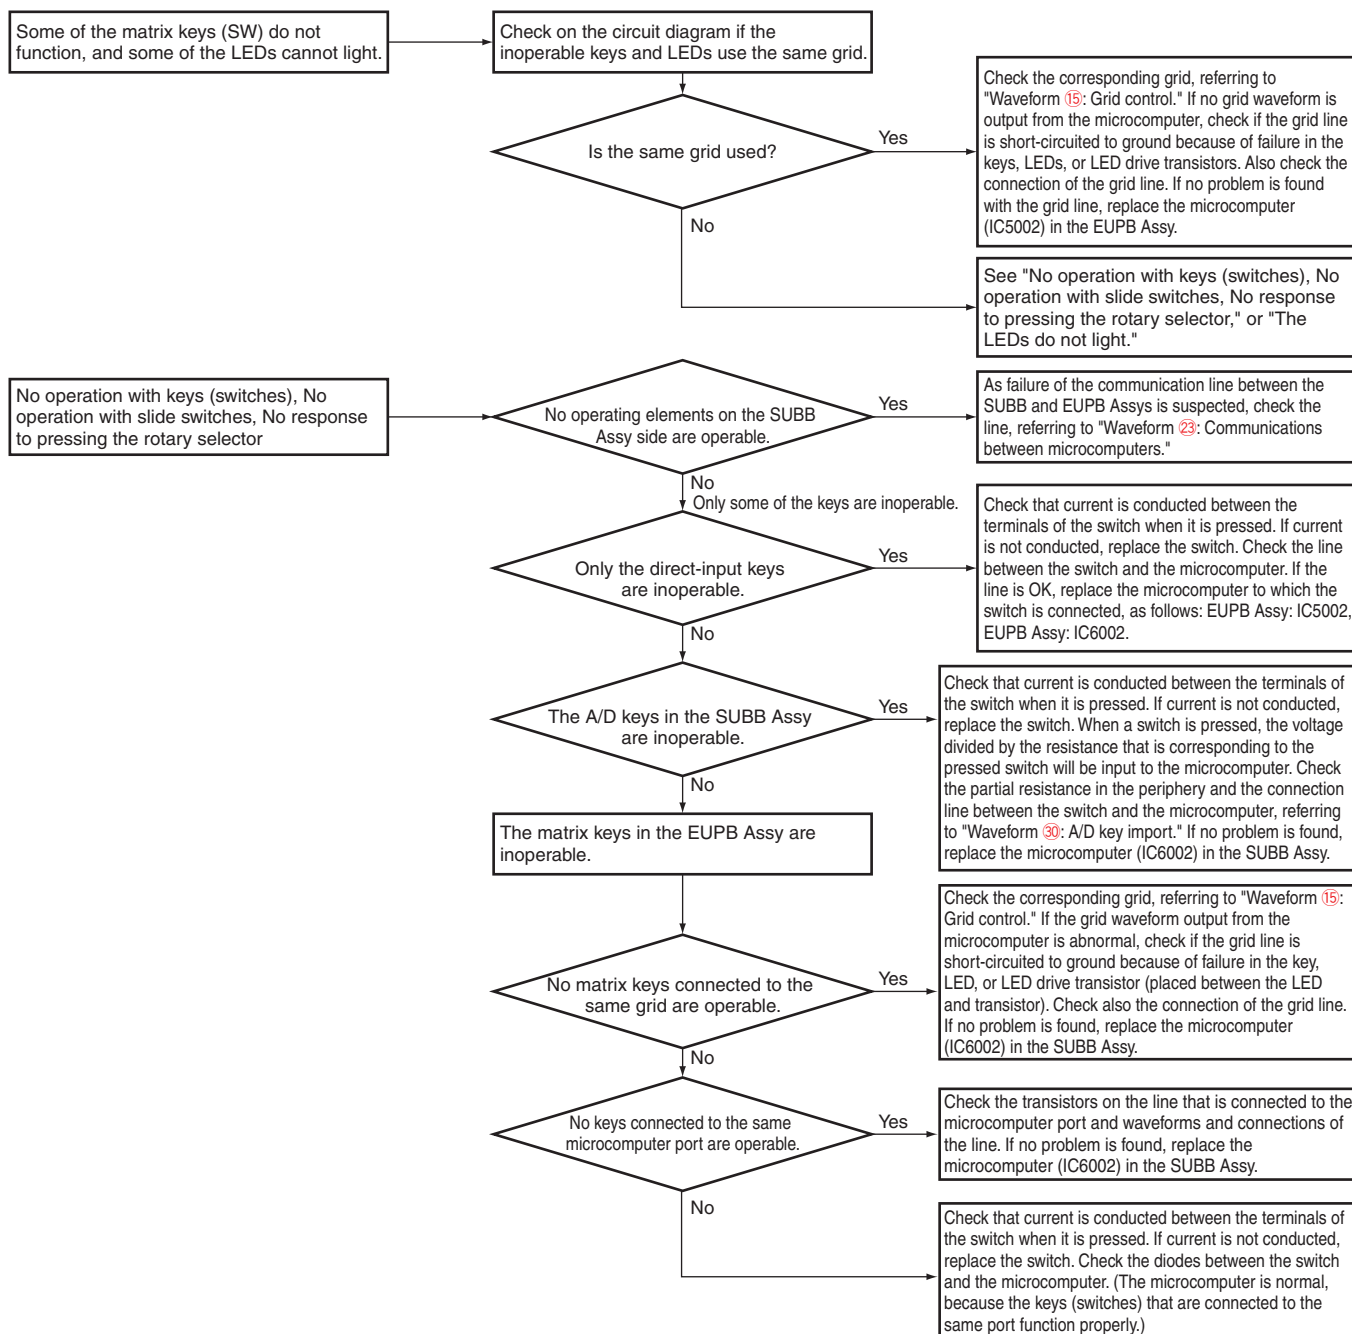 Some of the matrix keys (SW) do not
function, and some of the LEDs cannot light.
Check on the circuit diagram if the
inoperable keys and LEDs use the same grid.
Is the same grid used?
Yes
Check the corresponding grid, referring to
"Waveform ⑮: Grid control." If no grid waveform is
output from the microcomputer, check if the grid line
is short-circuited to ground because of failure in the
keys, LEDs, or LED drive transistors. Also check the
connection of the grid line. If no problem is found
with the grid line, replace the microcomputer
(IC5002) in the EUPB Assy.
No
See "No operation with keys (switches), No
operation with slide switches, No response
to pressing the rotary selector," or "The
LEDs do not light."
No operation with keys (switches), No
operation with slide switches, No response
to pressing the rotary selector
No operating elements on the SUBB
Assy side are operable.
Yes
As failure of the communication line between the
SUBB and EUPB Assys is suspected, check the
line, referring to "Waveform ㉓: Communications
between microcomputers."
No
Only some of the keys are inoperable.
Only the direct-input keys
are inoperable.
Yes
Check that current is conducted between the
terminals of the switch when it is pressed. If current
is not conducted, replace the switch. Check the line
between the switch and the microcomputer. If the
line is OK, replace the microcomputer to which the
switch is connected, as follows: EUPB Assy: IC5002,
EUPB Assy: IC6002.
No
The A/D keys in the SUBB Assy
are inoperable.
Yes
Check that current is conducted between the terminals of
the switch when it is pressed. If current is not conducted,
replace the switch. When a switch is pressed, the voltage
divided by the resistance that is corresponding to the
pressed switch will be input to the microcomputer. Check
the partial resistance in the periphery and the connection
line between the switch and the microcomputer, referring
to "Waveform ㉚: A/D key import." If no problem is found,
replace the microcomputer (IC6002) in the SUBB Assy.
No
The matrix keys in the EUPB Assy are
inoperable.
No matrix keys connected to the
same grid are operable.
Yes
Check the corresponding grid, referring to "Waveform ⑮:
Grid control." If the grid waveform output from the
microcomputer is abnormal, check if the grid line is
short-circuited to ground because of failure in the key,
LED, or LED drive transistor (placed between the LED
and transistor). Check also the connection of the grid line.
If no problem is found, replace the microcomputer
(IC6002) in the SUBB Assy.
No
No keys connected to the same
microcomputer port are operable.
Yes
Check the transistors on the line that is connected to the
microcomputer port and waveforms and connections of
the line. If no problem is found, replace the
microcomputer (IC6002) in the SUBB Assy.
No
Check that current is conducted between the terminals of
the switch when it is pressed. If current is not conducted,
replace the switch. Check the diodes between the switch
and the microcomputer. (The microcomputer is normal,
because the keys (switches) that are connected to the
same port function properly.)